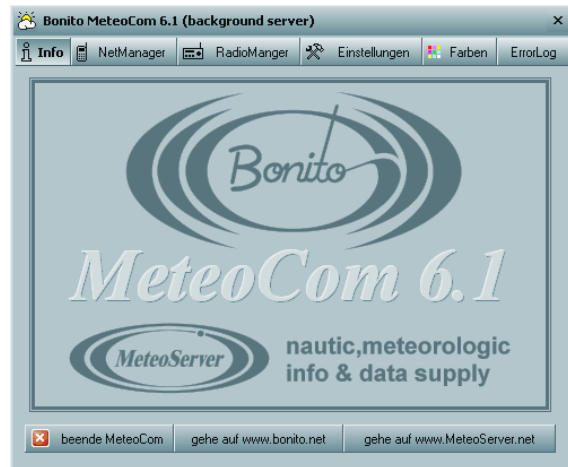 Bonito MeteoCom 6.1 (background server)
Info NetManager RadioManger Einstellungen Farben ErrorLog
Bonito
MeteoCom 6.1
MeteoServer
nautic,meteorologic
info & data supply
beende MeteoCom gehe auf www.bonito.net gehe auf www.MeteoServer.net